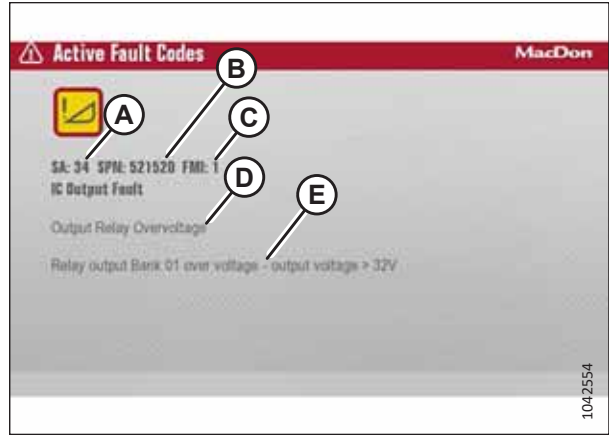 Active Fault Codes MacDon
B
A
C
SA: 34 SPN: 521520 FMI: 1
IC Output Fault
D
E
Output Relay Overvoltage
Relay output Bank 01 over voltage - output voltage > 32V
1042554